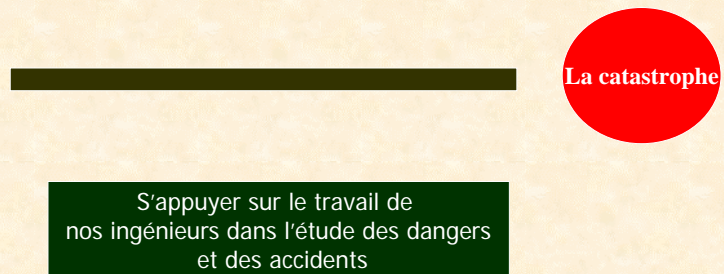 La catastrophe
S'appuyer sur le travail de
nos ingénieurs dans l'étude des dangers
et des accidents